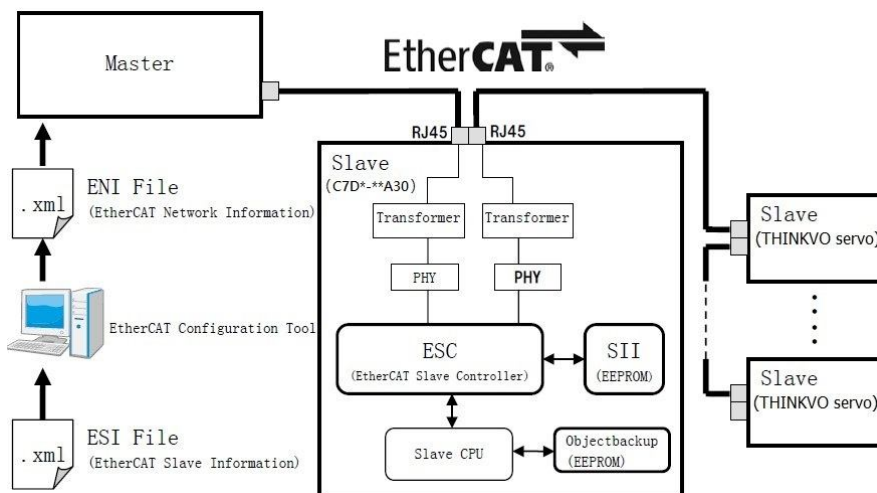 Master
EtherCAT®
RJ45 RJ45
.xml
ENI File
(EtherCAT Network Information)
EtherCAT Configuration Tool
.xml
ESI File
(EtherCAT Slave Information)
Slave
(C7D*-**A30)
Transformer
Transformer
PHY
PHY
ESC
(EtherCAT Slave Controller)
SII
(EEPROM)
Slave CPU
Objectbackup
(EEPROM)
Slave
(THINKVO servo)
Slave
(THINKVO servo)